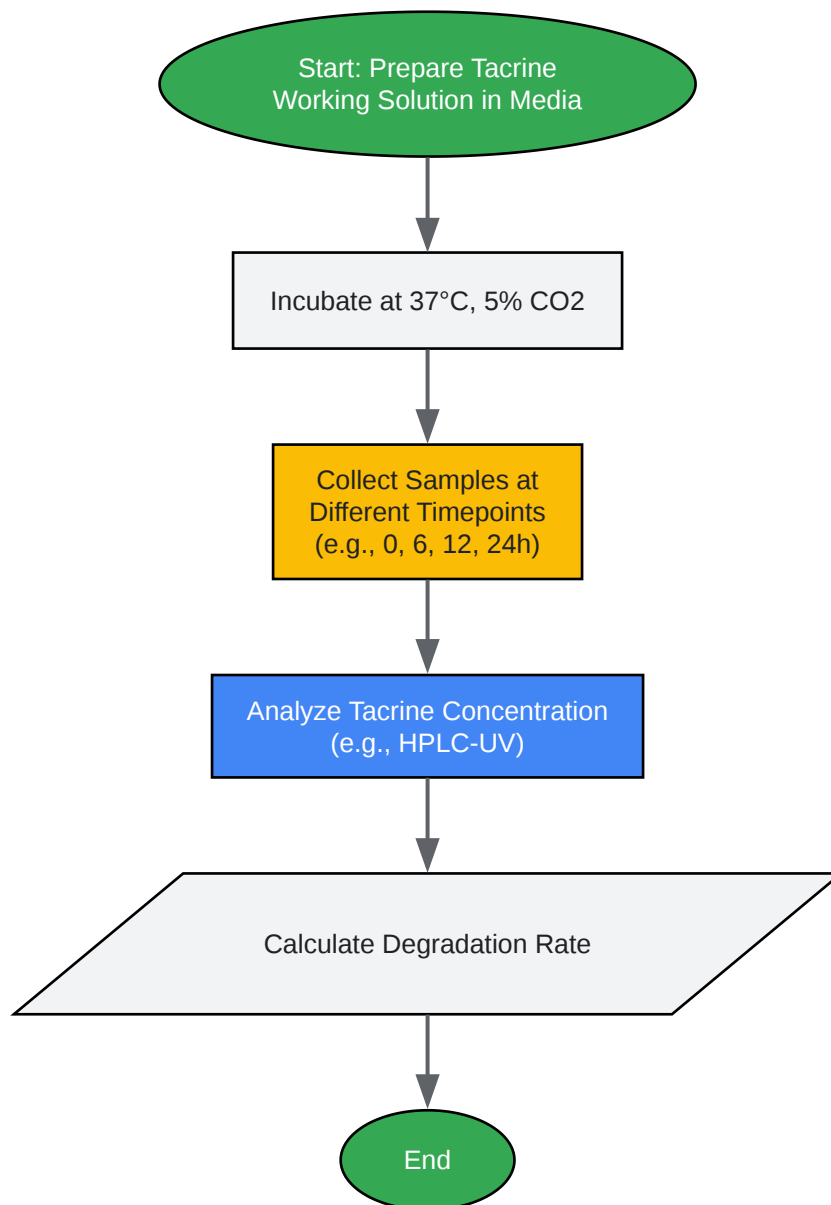 Start: Prepare Tacrine
Working Solution in Media
Incubate at 37°C, 5% CO2
Collect Samples at
Different Timepoints
(e.g., 0, 6, 12, 24h)
Analyze Tacrine Concentration
(e.g., HPLC-UV)
Calculate Degradation Rate
End